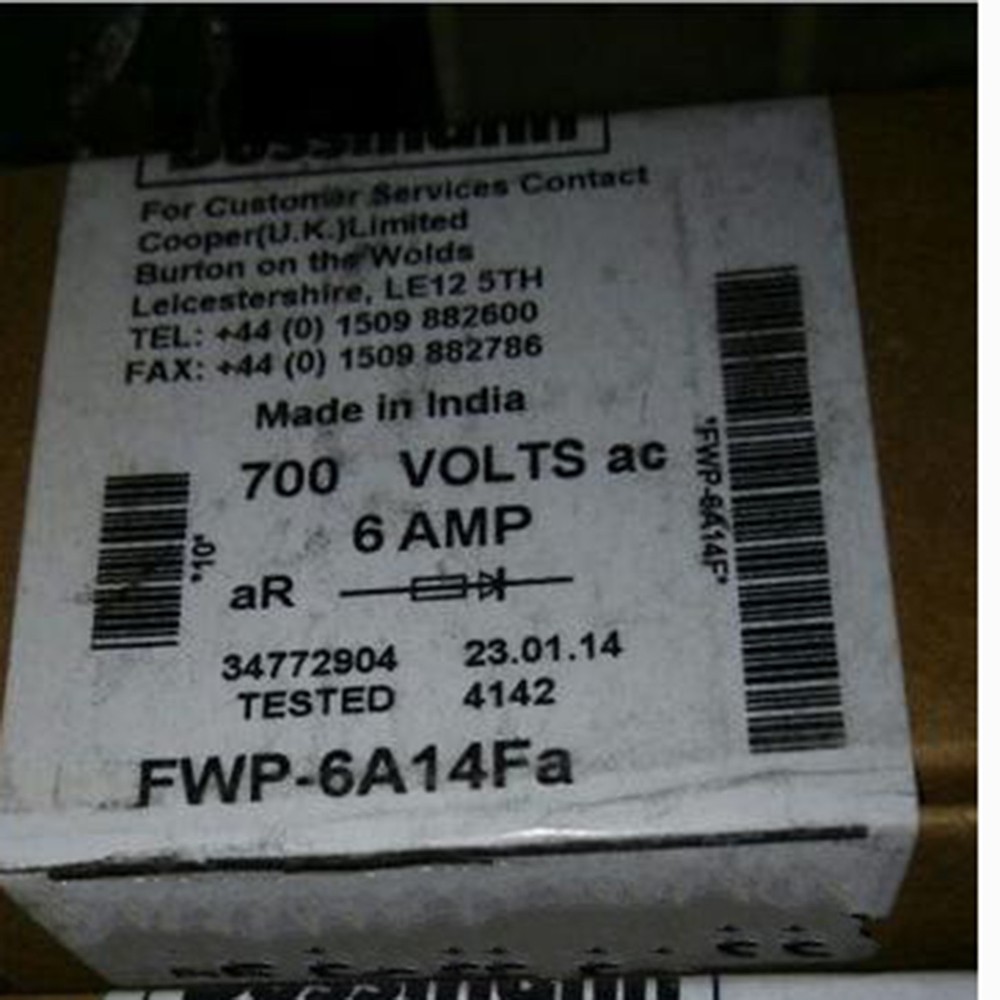 Bussmann
For Customer Services Contact
Cooper(U.K.)Limited
Burton on the Wolds
Leicestershire, LE12 5TH
TEL: +44 (0) 1509 882600
FAX: +44 (0) 1509 882786
Made in India
700 VOLTS ac
6 AMP
*10*
aR
*FWP-6A14F*
34772904 23.01.14
TESTED 4142
FWP-6A14Fa
Bussmann